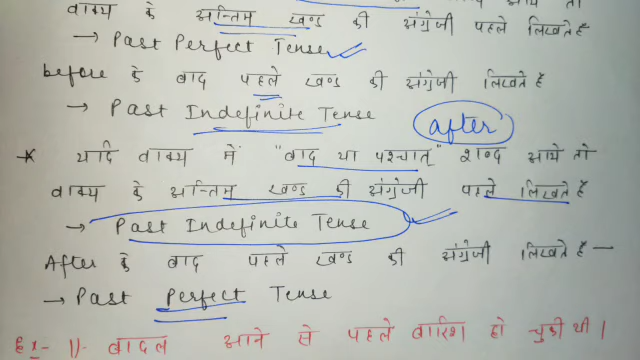 वाक्य के अन्तिम खण्ड की अंग्रेजी पहले लिखते हैं
→ Past Perfect Tense
before के बाद पहले खण्ड की अंग्रेजी लिखते हैं
→ Past Indefinite Tense
after
* यदि वाक्य में "बाद या पश्चात्" शब्द आये तो
वाक्य के अन्तिम खण्ड की अंग्रेजी पहले लिखते हैं
→ Past Indefinite Tense
After के बाद पहले खण्ड की अंग्रेजी लिखते हैं —
→ Past Perfect Tense
Ex- 1). बादल आने से पहले बारिश हो चुकी थी।